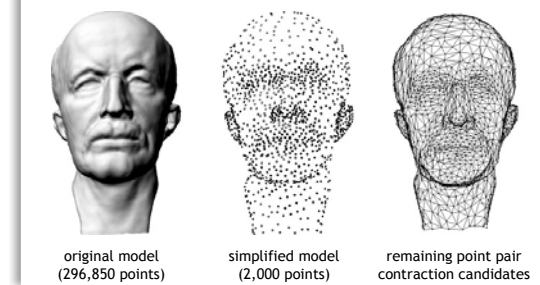 original model
(296,850 points)
simplified model
(2,000 points)
remaining point pair
contraction candidates